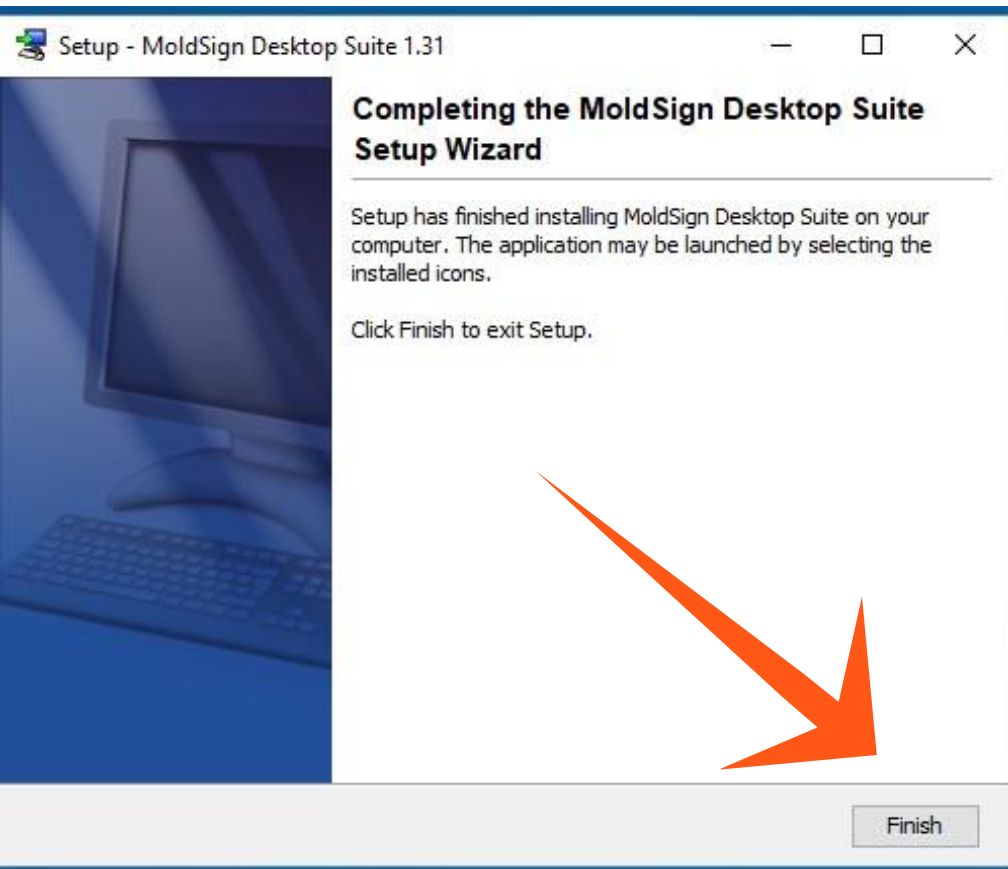 Setup - MoldSign Desktop Suite 1.31
Completing the MoldSign Desktop Suite
Setup Wizard
Setup has finished installing MoldSign Desktop Suite on your
computer. The application may be launched by selecting the
installed icons.
Click Finish to exit Setup.
Finish